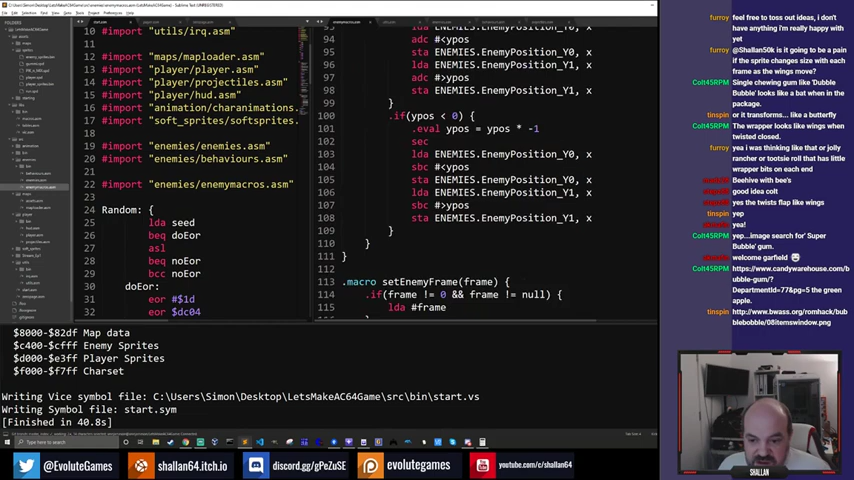 FOLDERS
start.asm
10 #import "utils/irq.asm"
11
12 #import "maps/maploader.asm"
13 #import "player/player.asm"
14 #import "player/projectiles.asm"
15 #import "player/hud.asm"
16 #import "animation/charanimations.
17 #import "soft_sprites/softsprites.
18
19 #import "enemies/enemies.asm"
20 #import "enemies/behaviours.asm"
21
22 #import "enemies/enemymacros.asm"
23
24 Random: {
25 lda seed
26 beq doEor
27 asl
28 beq noEor
29 bcc noEor
30 doEor:
31 eor #$1d
32 eor $dc04
94 lda ENEMIES.EnemyPosition_Y0, x
95 adc #<ypos
96 sta ENEMIES.EnemyPosition_Y0, x
97 adc #>ypos
98 sta ENEMIES.EnemyPosition_Y1, x
99 }
100 .if(ypos < 0) {
101 .eval ypos = ypos * -1
102 sec
103 lda ENEMIES.EnemyPosition_Y0, x
104 sbc #<ypos
105 sta ENEMIES.EnemyPosition_Y0, x
106 lda ENEMIES.EnemyPosition_Y1, x
107 sbc #>ypos
108 sta ENEMIES.EnemyPosition_Y1, x
109 }
110 }
111 }
112
113 .macro setEnemyFrame(frame) {
114 .if(frame != 0 && frame != null) {
115 lda #frame
$8000-$82df Map data
$c400-$cfff Enemy Sprites
$d000-$e3ff Player Sprites
$f000-$f7ff Charset
Writing Vice symbol file: C:\Users\Simon\Desktop\LetsMakeAC64Game\src\bin\start.vs
Writing Symbol file: start.sym
[Finished in 40.8s]
Type here to search
@EvoluteGames
shallan64.itch.io
discord.gg/gPeZuSE
evolutegames
youtube.com/c/shallan64
furroy feel free to toss out ideas, i don't
have anything i'm really happy with
yet
furroy @Shallan50k is it going to be a pain
if the sprite changes size with each
frame as the wings move?
Colt45RPM Single chewing gum like 'Dubble
Bubble' looks like a bat when in the
package.
tinspin or it transforms... like a butterfly
Colt45RPM The wrapper looks like wings when
twisted closed.
furroy yea i was thinking like that or jolly
rancher or tootsie roll that has little
wrapper bits on each end
Beehive with bee's
good idea colt
yes the twists flap like wings
tinspin yep
yea!
Colt45RPM yep...image search for' Super
Bubble' gum.
welcome garfield
Colt45RPM https://www.candywarehouse.com
/bubble-gum/?
DepartmentId=77&pg=5 the green
apple.
tinspin http://www.bwass.org/romhack/bub
blebobble/08itemswindow.png
SHALLAN